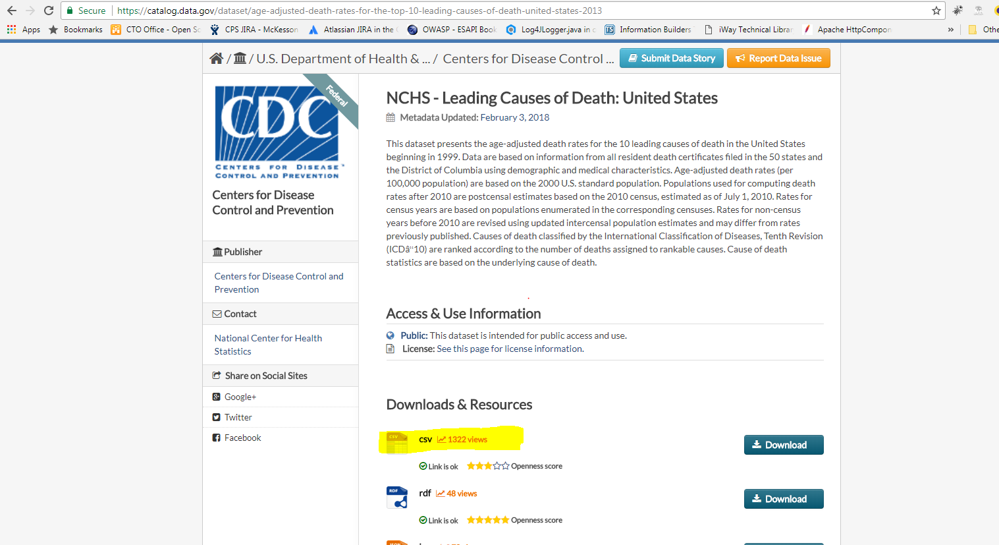 Secure https://catalog.data.gov/dataset/age-adjusted-death-rates-for-the-top-10-leading-causes-of-death-united-states-2013
Apps Bookmarks CTO Office - Open Sc CPS JIRA - McKesson Atlassian JIRA in the OWASP - ESAPI Book Log4JLogger.java in c Information Builders iWay Technical Librar Apache HttpCompon » Othe
/ / U.S. Department of Health & ... / Centers for Disease Control ... Submit Data Story Report Data Issue
Federal
CDC
CENTERS FOR DISEASE™
CONTROL AND PREVENTION
Centers for Disease
Control and Prevention
Publisher
Centers for Disease Control and
Prevention
Contact
National Center for Health
Statistics
Share on Social Sites
Google+
Twitter
Facebook
NCHS - Leading Causes of Death: United States
Metadata Updated: February 3, 2018
This dataset presents the age-adjusted death rates for the 10 leading causes of death in the United States
beginning in 1999. Data are based on information from all resident death certificates filed in the 50 states and
the District of Columbia using demographic and medical characteristics. Age-adjusted death rates (per
100,000 population) are based on the 2000 U.S. standard population. Populations used for computing death
rates after 2010 are postcensal estimates based on the 2010 census, estimated as of July 1, 2010. Rates for
census years are based on populations enumerated in the corresponding censuses. Rates for non-census
years before 2010 are revised using updated intercensal population estimates and may differ from rates
previously published. Causes of death classified by the International Classification of Diseases, Tenth Revision
(ICDâ¨10) are ranked according to the number of deaths assigned to rankable causes. Cause of death
statistics are based on the underlying cause of death.
Access & Use Information
Public: This dataset is intended for public access and use.
License: See this page for license information.
Downloads & Resources
CSV csv 1322 views Download
Link is ok Openness score
RDF rdf 48 views Download
Link is ok Openness score